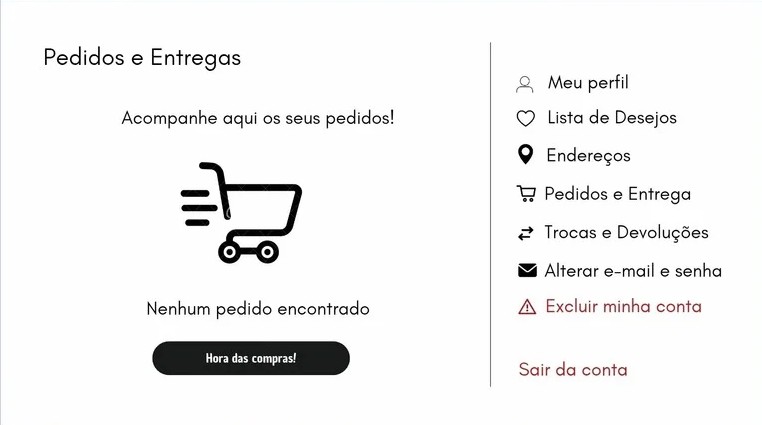 Pedidos e Entregas
Acompanhe aqui os seus pedidos!
Nenhum pedido encontrado
Hora das compras!
Meu perfil
Lista de Desejos
Endereços
Pedidos e Entrega
Trocas e Devoluções
Alterar e-mail e senha
Excluir minha conta
Sair da conta